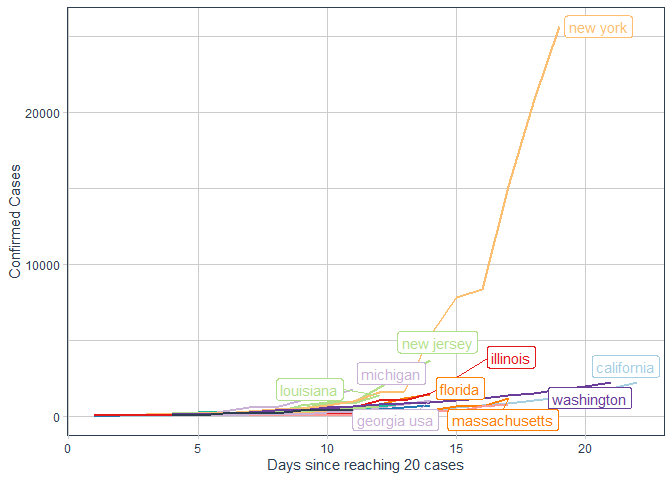 new york
20000
Confirmed Cases
10000
new jersey
illinois
michigan
california
louisiana
florida
washington
georgia usa
massachusetts
0
0
5
10
15
20
Days since reaching 20 cases